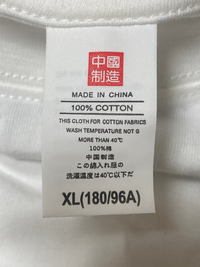 中國
制造
MADE IN CHINA
100% COTTON
THIS CLOTH FOR COTTON FABRICS
WASH TEMPERATURE NOT G
MORE THAN 40℃
100%棉
中国制造
この綿入れ服の
洗濯温度は40℃以下だ
XL(180/96A)